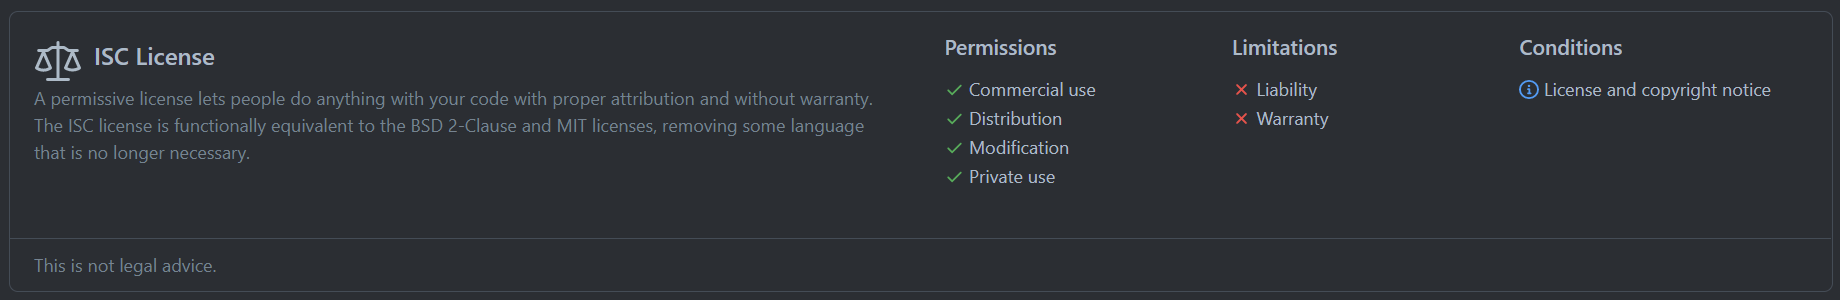 ISC License
A permissive license lets people do anything with your code with proper attribution and without warranty.
The ISC license is functionally equivalent to the BSD 2-Clause and MIT licenses, removing some language
that is no longer necessary.
Permissions
Commercial use
Distribution
Modification
Private use
Limitations
Liability
Warranty
Conditions
License and copyright notice
This is not legal advice.